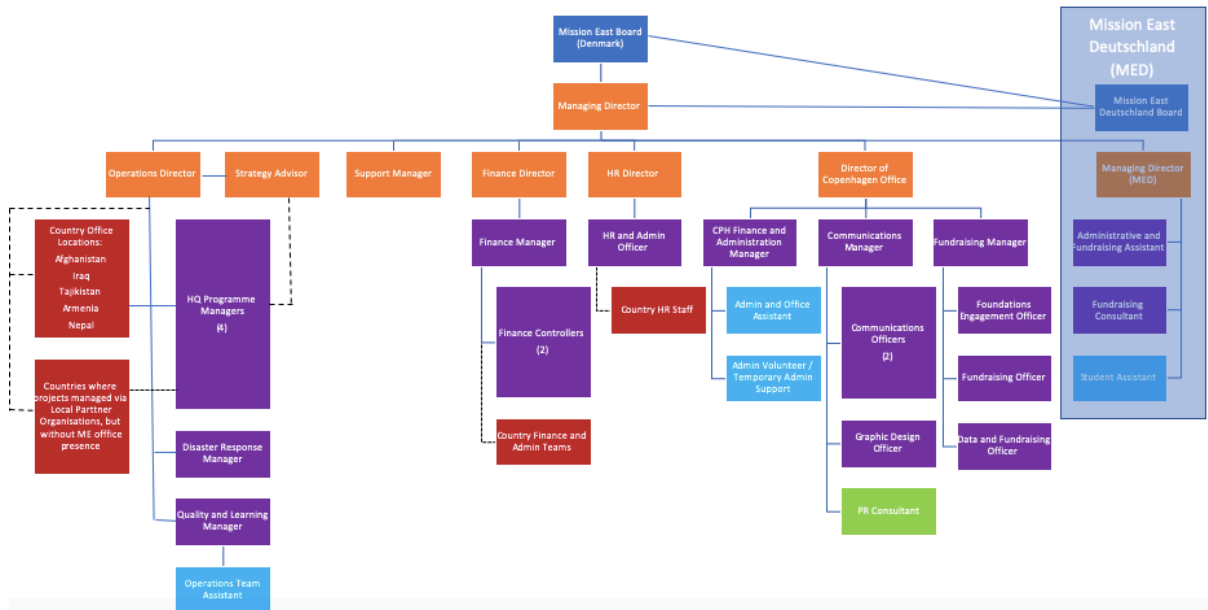 Mission East Board
(Denmark)
Mission East
Deutschland
(MED)
Mission East
Deutschland Board
Managing Director
Operations Director
Strategy Advisor
Support Manager
Finance Director
HR Director
Director of
Copenhagen Office
Managing Director
(MED)
Country Office
Locations:
Afghanistan
Iraq
Tajikistan
Armenia
Nepal
HQ Programme
Managers
(4)
Finance Manager
HR and Admin
Officer
CPH Finance and
Administration
Manager
Communications
Manager
Fundraising Manager
Administrative and
Fundraising Assistant
Finance Controllers
(2)
Country HR Staff
Admin and Office
Assistant
Communications
Officers
(2)
Foundations
Engagement Officer
Fundraising
Consultant
Countries where
projects managed via
Local Parttner
Organisations, but
without ME offfice
presence
Admin Volunteer /
Temporary Admin
Support
Fundraising Officer
Student Assistant
Disaster Response
Manager
Country Finance and
Admin Teams
Graphic Design
Officer
Data and Fundraising
Officer
Quality and Learning
Manager
PR Consultant
Operations Team
Assistant